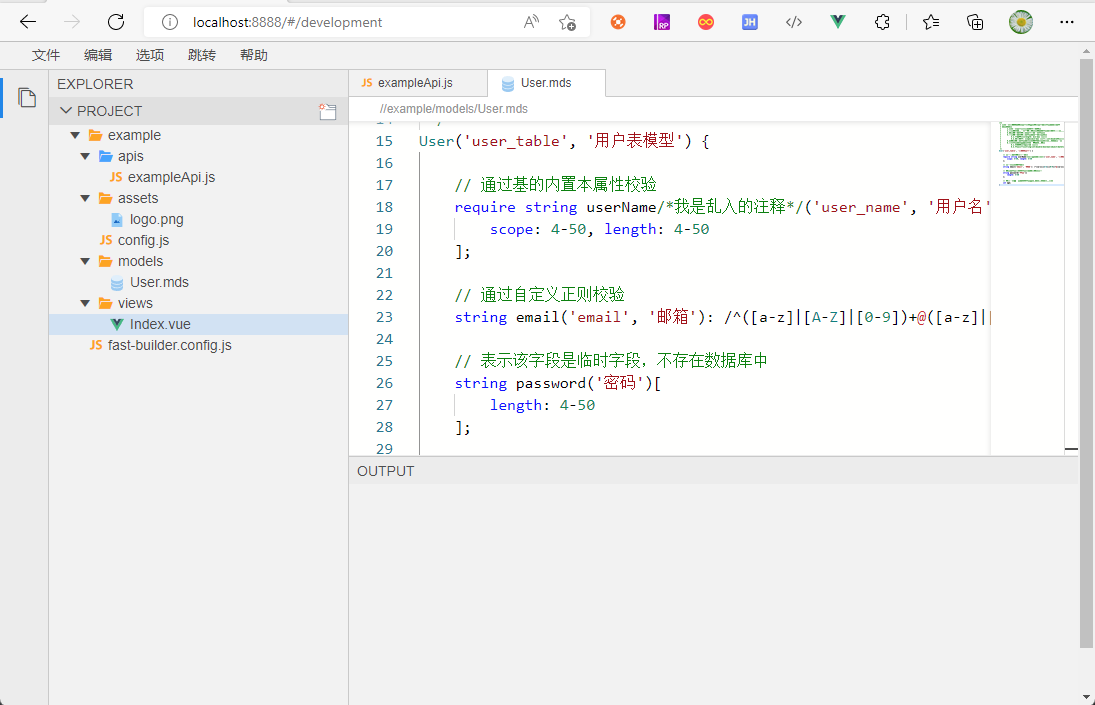 localhost:8888/#/development
文件 编辑 选项 跳转 帮助
EXPLORER
PROJECT
example
apis
JS exampleApi.js
assets
logo.png
JS config.js
models
User.mds
views
Index.vue
JS fast-builder.config.js
JS exampleApi.js User.mds
//example/models/User.mds
15 User('user_table', '用户表模型') {
16
17 // 通过基的内置本属性校验
18 require string userName/*我是乱入的注释*/('user_name', '用户名'
19 scope: 4-50, length: 4-50
20 ];
21
22 // 通过自定义正则校验
23 string email('email', '邮箱'): /^([a-z]|[A-Z]|[0-9])+@([a-z]|
24
25 // 表示该字段是临时字段，不存在数据库中
26 string password('密码')[
27 length: 4-50
28 ];
29
OUTPUT